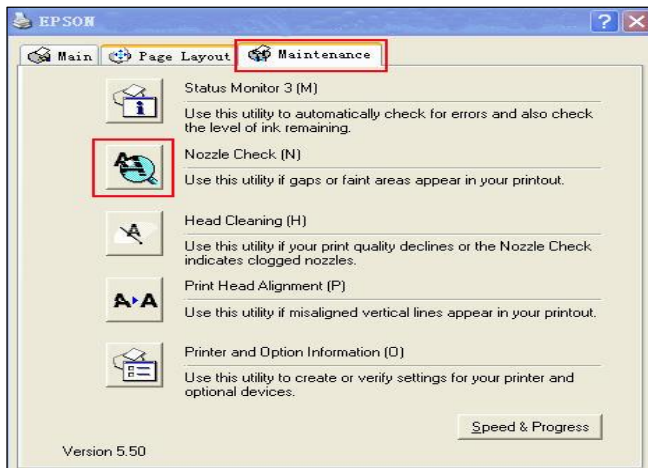 EPSON
Main
Page Layout
Maintenance
Status Monitor 3 (M)
Use this utility to automatically check for errors and also check
the level of ink remaining.
Nozzle Check (N)
Use this utility if gaps or faint areas appear in your printout.
Head Cleaning (H)
Use this utility if your print quality declines or the Nozzle Check
indicates clogged nozzles.
Print Head Alignment (P)
Use this utility if misaligned vertical lines appear in your printout.
Printer and Option Information (O)
Use this utility to create or verify settings for your printer and
optional devices.
Speed & Progress
Version 5.50